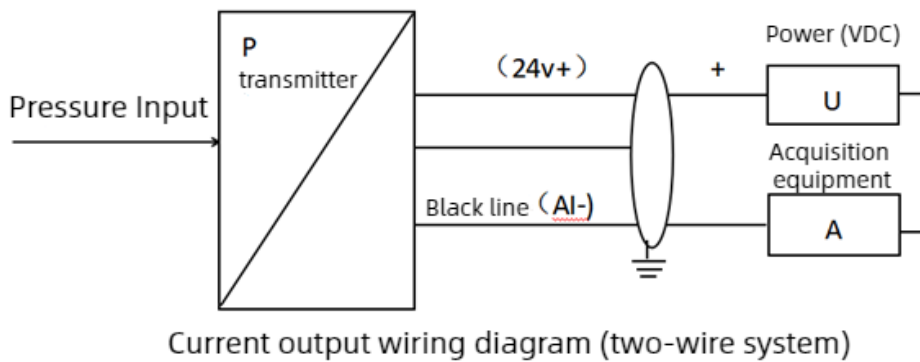 Power (VDC)
P
transmitter
（24v+）
+
U
Pressure Input
Acquisition
equipment
Black line（AI-)
A
Current output wiring diagram (two-wire system)